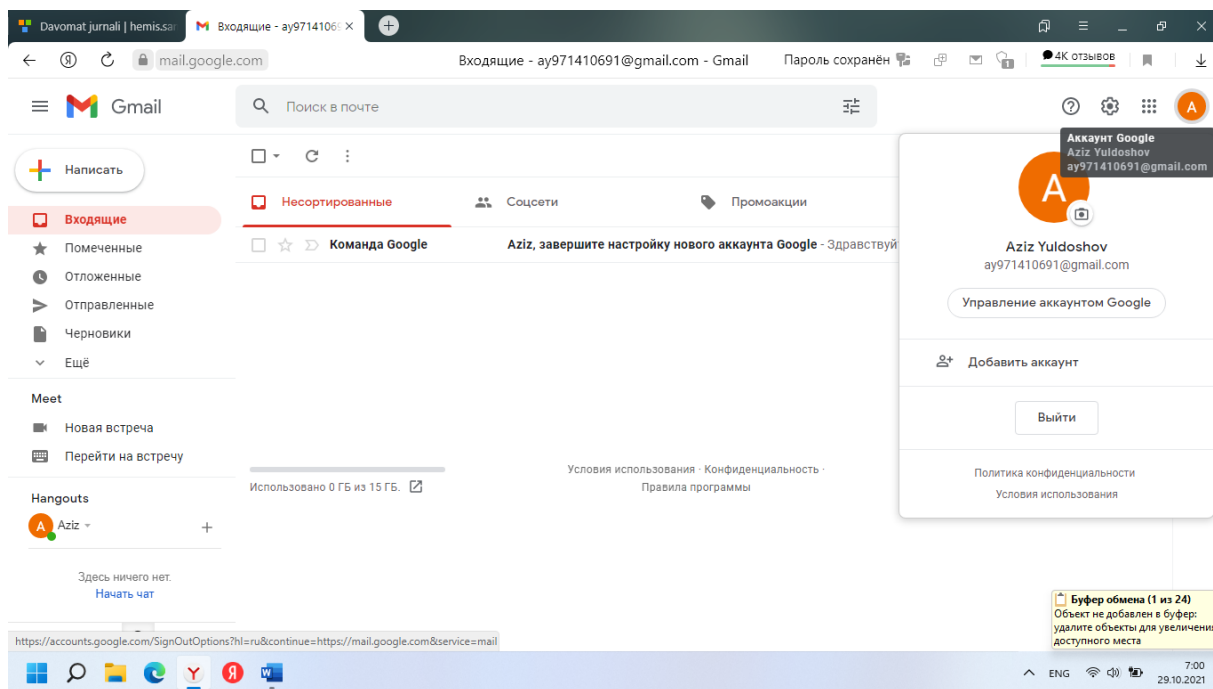 Davomat jurnali | hemis.sar
Входящие - ay97141069
mail.google.com
Входящие - ay971410691@gmail.com - Gmail
Пароль сохранён
1
4K отзывов
Gmail
Поиск в почте
A
Аккаунт Google
Aziz Yuldoshov
ay971410691@gmail.com
Написать
Входящие
Помеченные
Отложенные
Отправленные
Черновики
Ещё
Meet
Новая встреча
Перейти на встречу
Hangouts
A
Aziz
Здесь ничего нет.
Начать чат
Несортированные
Соцсети
Промоакции
Команда Google
Aziz, завершите настройку нового аккаунта Google - Здравствуй
Использовано 0 ГБ из 15 ГБ.
Условия использования · Конфиденциальность ·
Правила программы
A
Aziz Yuldoshov
ay971410691@gmail.com
Управление аккаунтом Google
Добавить аккаунт
Выйти
Политика конфиденциальности
Условия использования
Буфер обмена (1 из 24)
Объект не добавлен в буфер:
удалите объекты для увеличения
доступного места
https://accounts.google.com/SignOutOptions?hl=ru&continue=https://mail.google.com&service=mail
ENG
7:00
29.10.2021